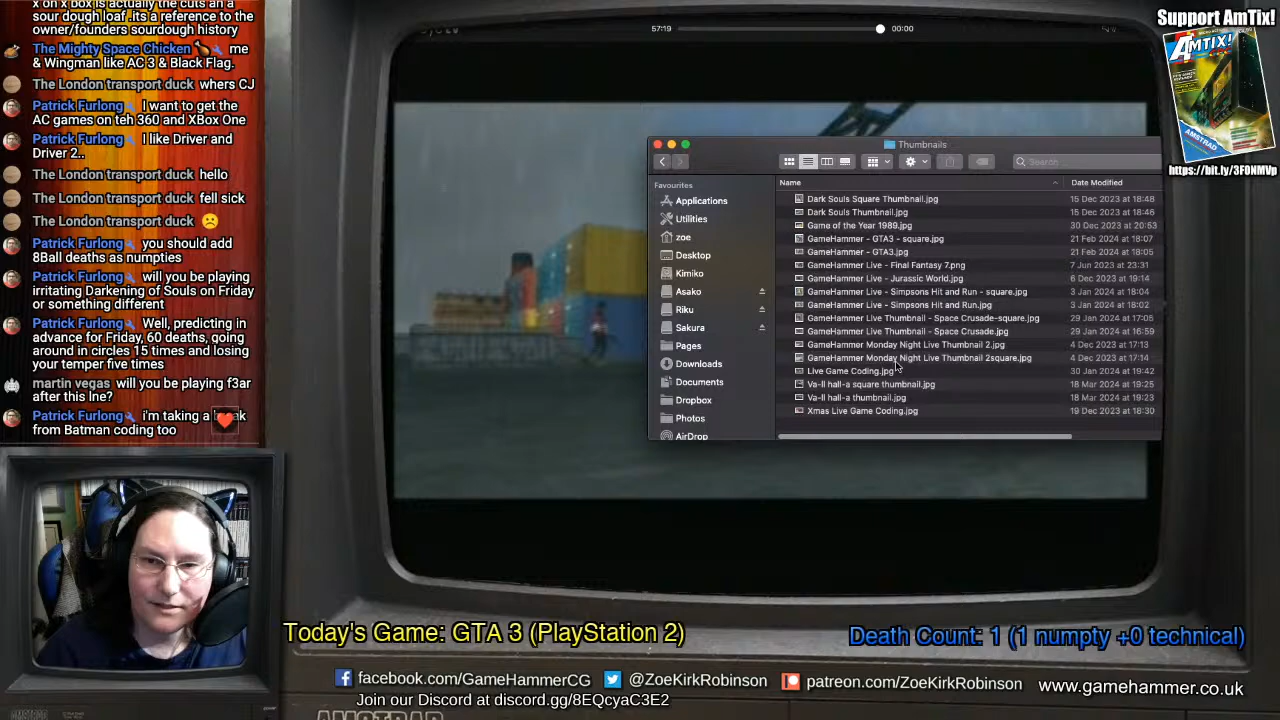 x on x box is actually the cuts an a
sour dough loaf .its a reference to the
owner/founders sourdough history
The Mighty Space Chicken me
& Wingman like AC 3 & Black Flag.
The London transport duck whers CJ
Patrick Furlong I want to get the
AC games on teh 360 and XBox One
Patrick Furlong I like Driver and
Driver 2..
The London transport duck hello
The London transport duck fell sick
The London transport duck
Patrick Furlong you should add
8Ball deaths as numpties
Patrick Furlong will you be playing
irritating Darkening of Souls on Friday
or something different
Patrick Furlong Well, predicting in
advance for Friday, 60 deaths, going
around in circles 15 times and losing
your temper five times
martin vegas will you be playing f3ar
after this lne?
Patrick Furlong i'm taking a
from Batman coding too
57:19
00:00
Thumbnails
Search
Favourites
Applications
Utilities
zoe
Desktop
Kimiko
Asako
Riku
Sakura
Pages
Downloads
Documents
Dropbox
Photos
AirDrop
Name
Date Modified
Dark Souls Square Thumbnail.jpg 15 Dec 2023 at 18:48
Dark Souls Thumbnail.jpg 15 Dec 2023 at 18:46
Game of the Year 1989.jpg 30 Dec 2023 at 20:53
GameHammer - GTA3 - square.jpg 21 Feb 2024 at 18:07
GameHammer - GTA3.jpg 21 Feb 2024 at 18:05
GameHammer Live - Final Fantasy 7.png 7 Jun 2023 at 23:31
GameHammer Live - Jurassic World.jpg 6 Dec 2023 at 19:14
GameHammer Live - Simpsons Hit and Run - square.jpg 3 Jan 2024 at 18:04
GameHammer Live - Simpsons Hit and Run.jpg 3 Jan 2024 at 18:02
GameHammer Live Thumbnail - Space Crusade-square.jpg 29 Jan 2024 at 17:05
GameHammer Live Thumbnail - Space Crusade.jpg 29 Jan 2024 at 16:59
GameHammer Monday Night Live Thumbnail 2.jpg 4 Dec 2023 at 17:13
GameHammer Monday Night Live Thumbnail 2square.jpg 4 Dec 2023 at 17:14
Live Game Coding.jpg 30 Jan 2024 at 19:42
Va-ll hall-a square thumbnail.jpg 18 Mar 2024 at 19:25
Va-ll hall-a thumbnail.jpg 18 Mar 2024 at 19:23
Xmas Live Game Coding.jpg 19 Dec 2023 at 18:30
Support AmTix!
AMTIX!
AMSTRAD
https://bit.ly/3FONMVp
Today's Game: GTA 3 (PlayStation 2)
Death Count: 1 (1 numpty +0 technical)
facebook.com/GameHammerCG
@ZoeKirkRobinson
patreon.com/ZoeKirkRobinson
www.gamehammer.co.uk
Join our Discord at discord.gg/8EQcyaC3E2
AMSTRAD